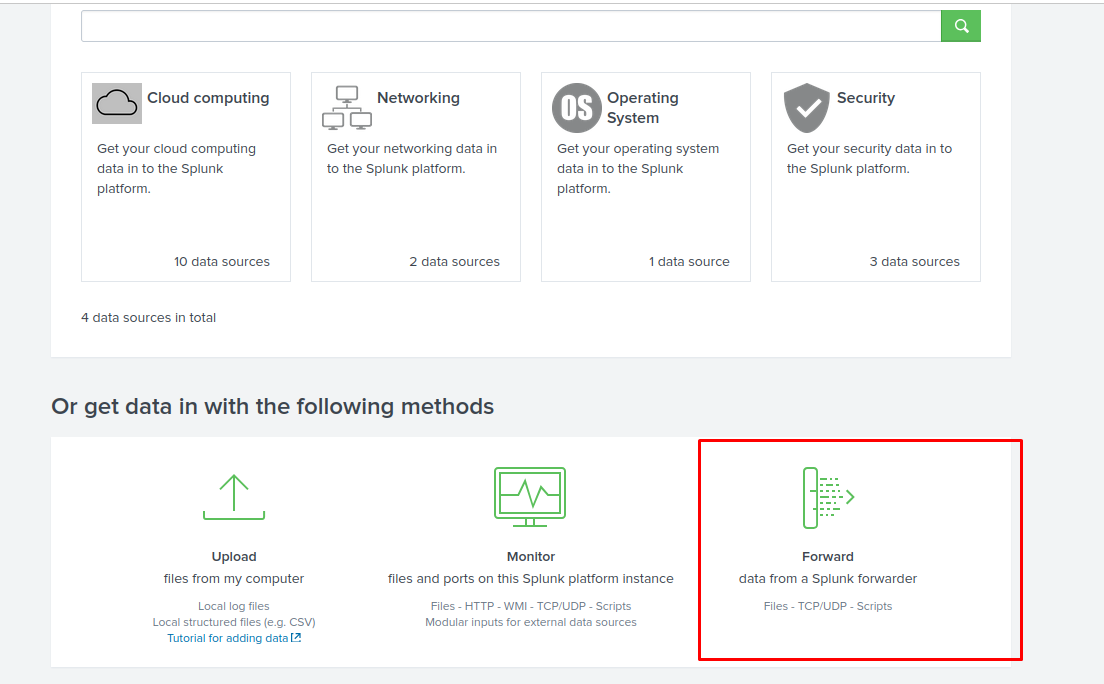 Cloud computing
Get your cloud computing
data in to the Splunk
platform.
10 data sources
Networking
Get your networking data in
to the Splunk platform.
2 data sources
OS
Operating
System
Get your operating system
data in to the Splunk
platform.
1 data source
Security
Get your security data in to
the Splunk platform.
3 data sources
4 data sources in total
Or get data in with the following methods
Upload
files from my computer
Local log files
Local structured files (e.g. CSV)
Tutorial for adding data
Monitor
files and ports on this Splunk platform instance
Files - HTTP - WMI - TCP/UDP - Scripts
Modular inputs for external data sources
Forward
data from a Splunk forwarder
Files - TCP/UDP - Scripts